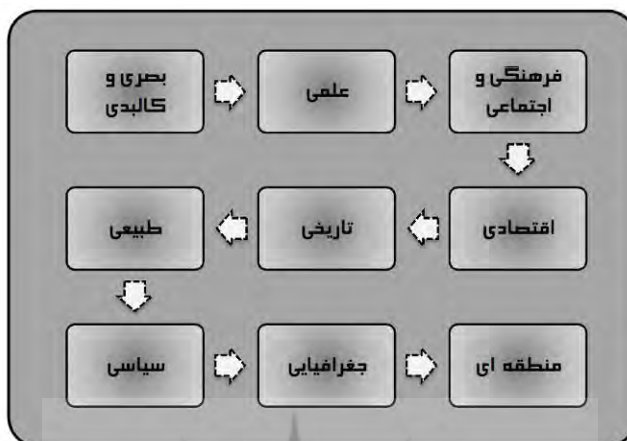 بصری و
کالبدی
علمی
فرهنگی و
اجتماعی
اقتصادی
تاریخی
طبیعی
سیاسی
جغرافیایی
منطقه ای